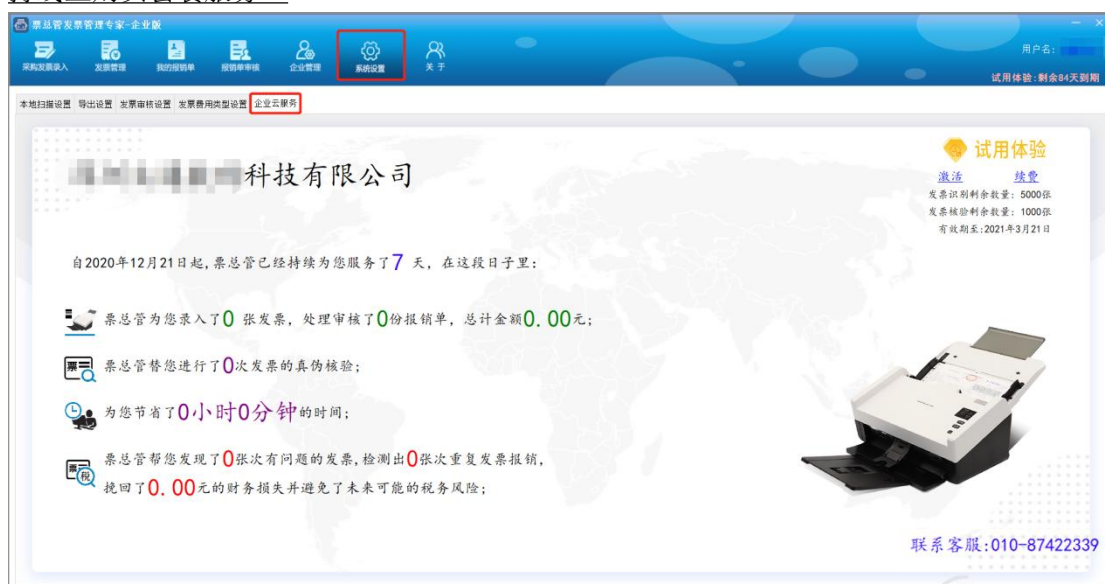 票总管发票管理专家-企业版
采购发票录入 发票管理 我的报销单 报销单审核 企业管理 系统设置 关于
用户名:
试用体验:剩余84天到期
本地扫描设置 导出设置 发票审核设置 发票费用类型设置 企业云服务
科技有限公司
试用体验
激活 续费
发票识别剩余数量: 5000张
发票核验剩余数量: 1000张
有效期至:2021年3月21日
自2020年12月21日起,票总管已经持续为您服务了7 天, 在这段日子里:
票总管为您录入了0 张发票, 处理审核了0份报销单, 总计金额0.00元;
票总管替您进行了0次发票的真伪核验;
为您节省了0小时0分钟的时间;
票总管帮您发现了0张次有问题的发票,检测出0张次重复发票报销,
挽回了0.00元的财务损失并避免了未来可能的税务风险;
联系客服:010-87422339